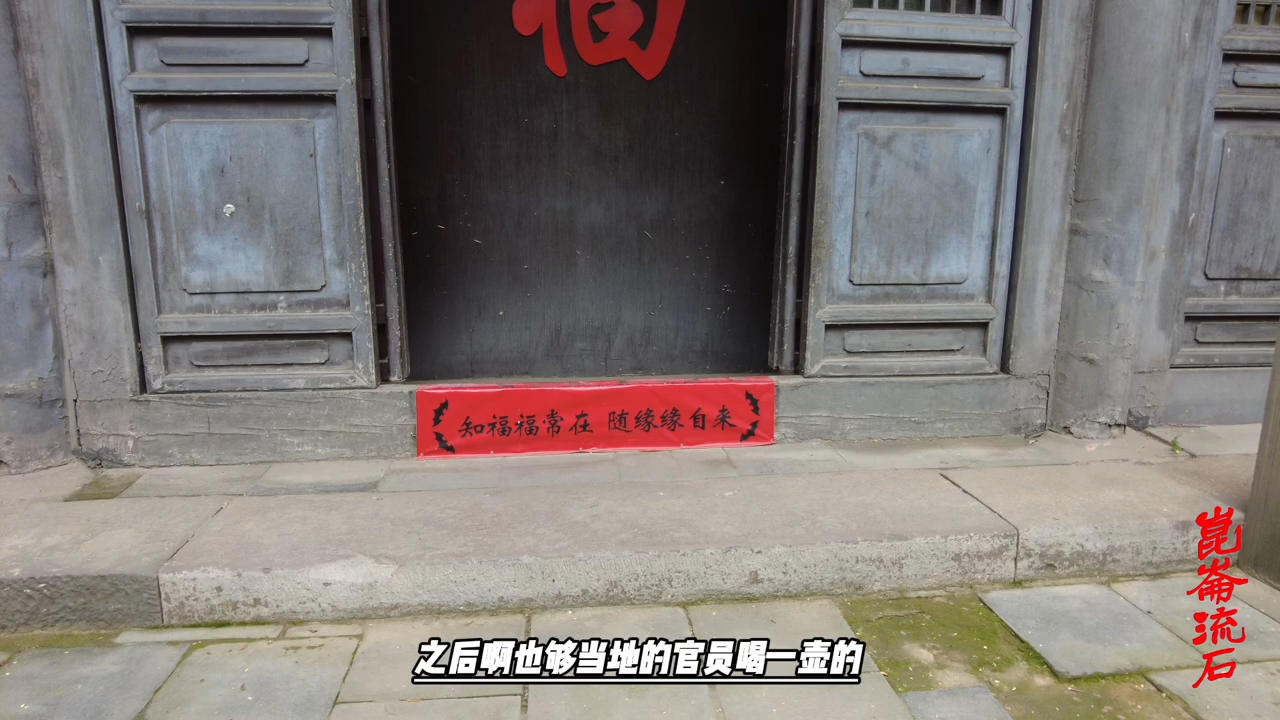 福
知福福常在 随缘缘自来
崑崙流石
之后啊也够当地的官员喝一壶的